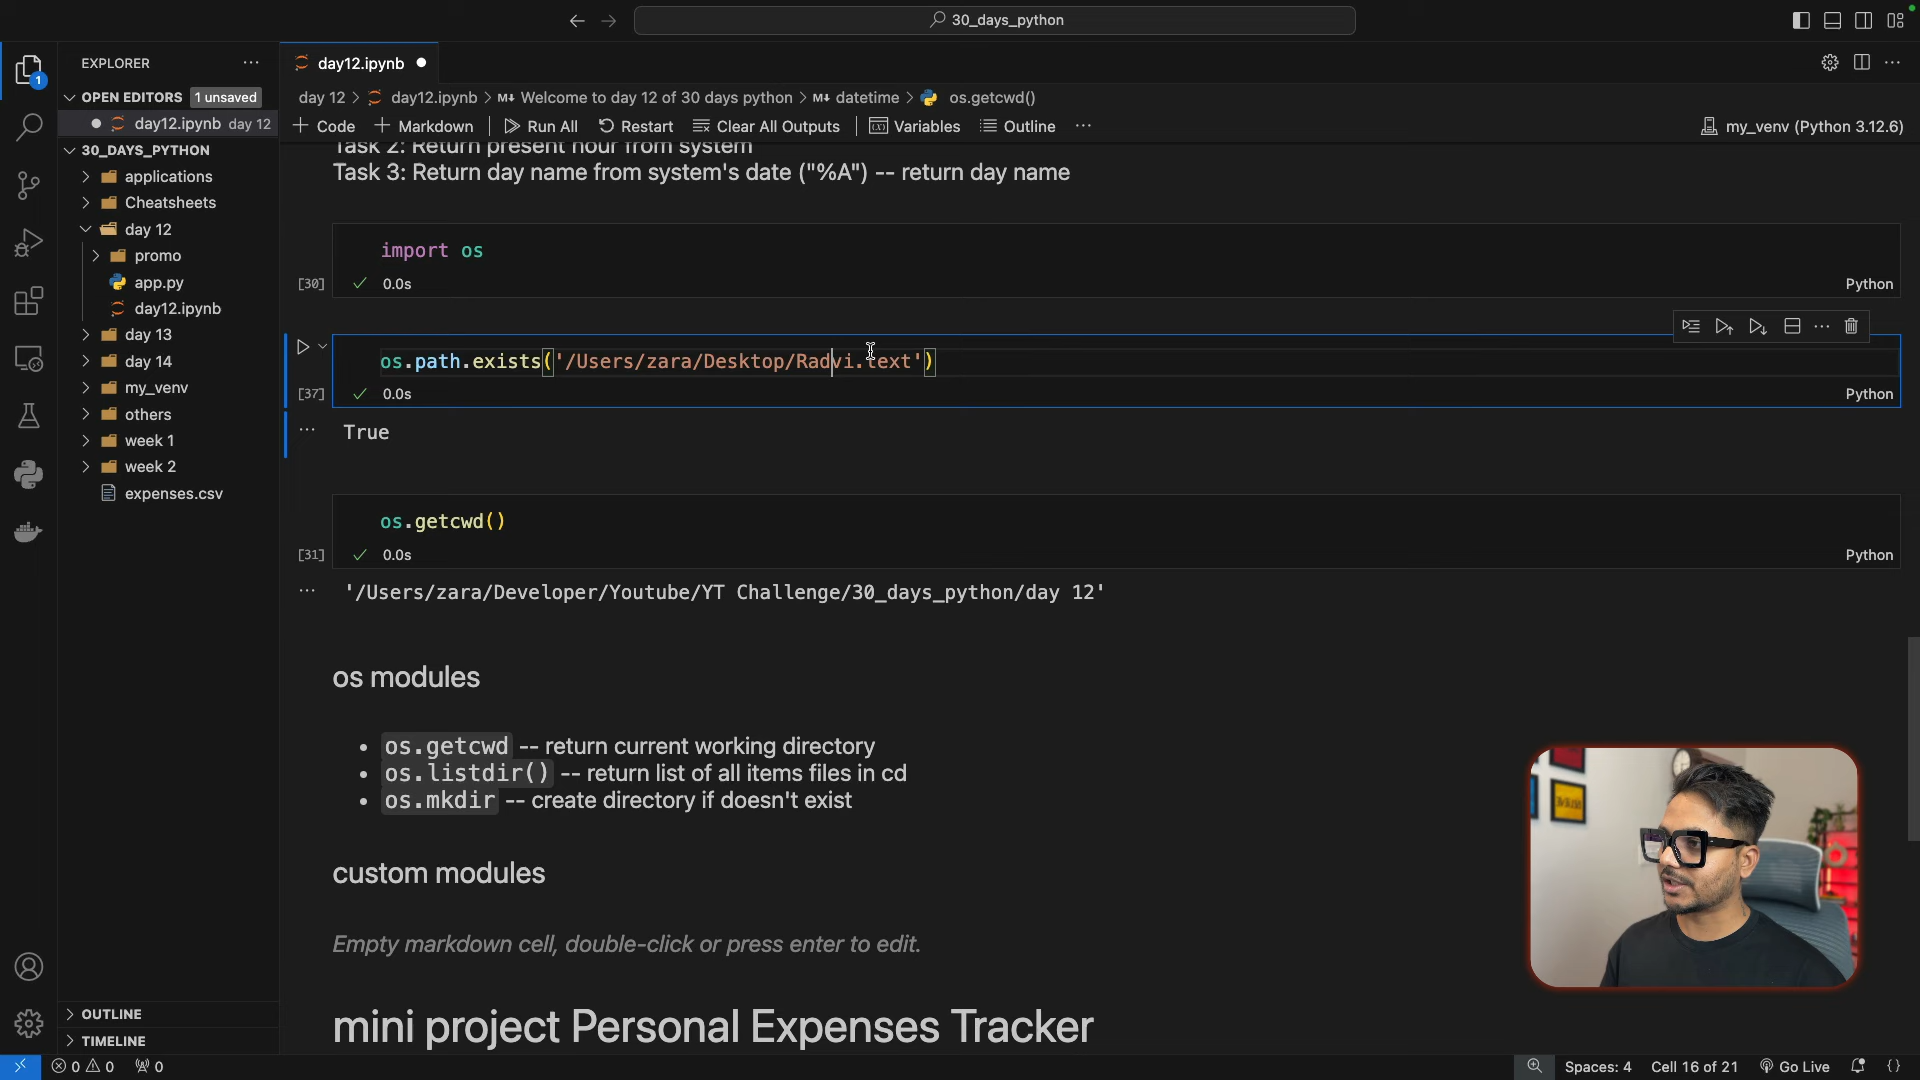 30_days_python
EXPLORER
OPEN EDITORS 1 unsaved
day12.ipynb day 12
30_DAYS_PYTHON
applications
Cheatsheets
day 12
promo
app.py
day12.ipynb
day 13
day 14
my_venv
others
week 1
week 2
expenses.csv
OUTLINE
TIMELINE
1
day12.ipynb
day 12 > day12.ipynb > M↓ Welcome to day 12 of 30 days python > M↓ datetime > os.getcwd()
+ Code + Markdown Run All Restart Clear All Outputs Variables Outline ...
my_venv (Python 3.12.6)
Task 2: Return present hour from system
Task 3: Return day name from system's date ("%A") -- return day name
import os
[30] ✓ 0.0s Python
os.path.exists('/Users/zara/Desktop/Radvi.text')
[37] ✓ 0.0s Python
True
os.getcwd()
[31] ✓ 0.0s Python
'/Users/zara/Developer/Youtube/YT Challenge/30_days_python/day 12'
os modules
• os.getcwd -- return current working directory
• os.listdir() -- return list of all items files in cd
• os.mkdir -- create directory if doesn't exist
custom modules
Empty markdown cell, double-click or press enter to edit.
mini project Personal Expenses Tracker
0 0 0 Spaces: 4 Cell 16 of 21 Go Live